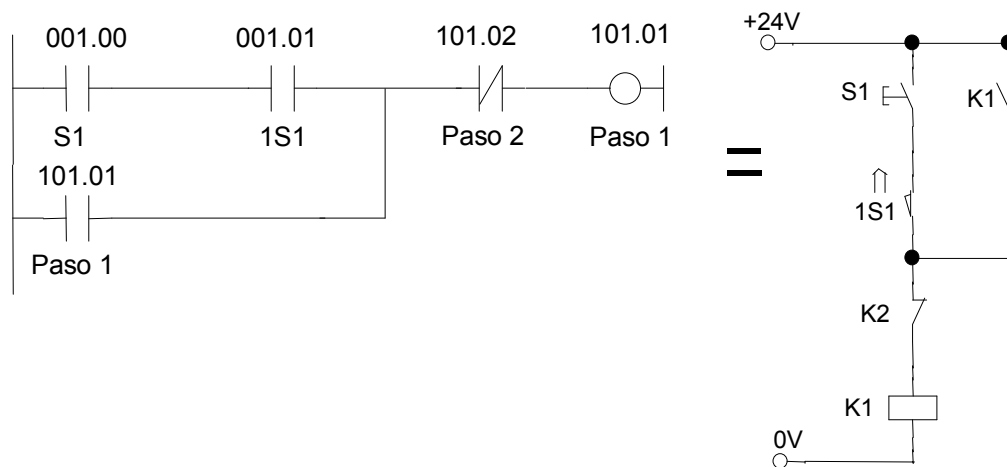 001.00 001.01 101.02 101.01
S1 1S1 Paso 2 Paso 1
101.01
Paso 1
=
+24V
S1 K1
1S1
K2
K1
0V